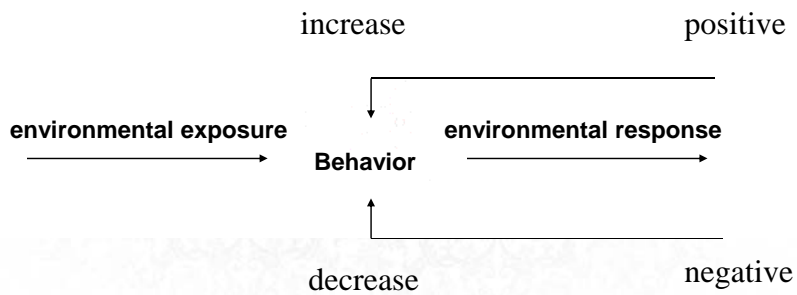 increase positive
environmental exposure environmental response
Behavior
decrease negative